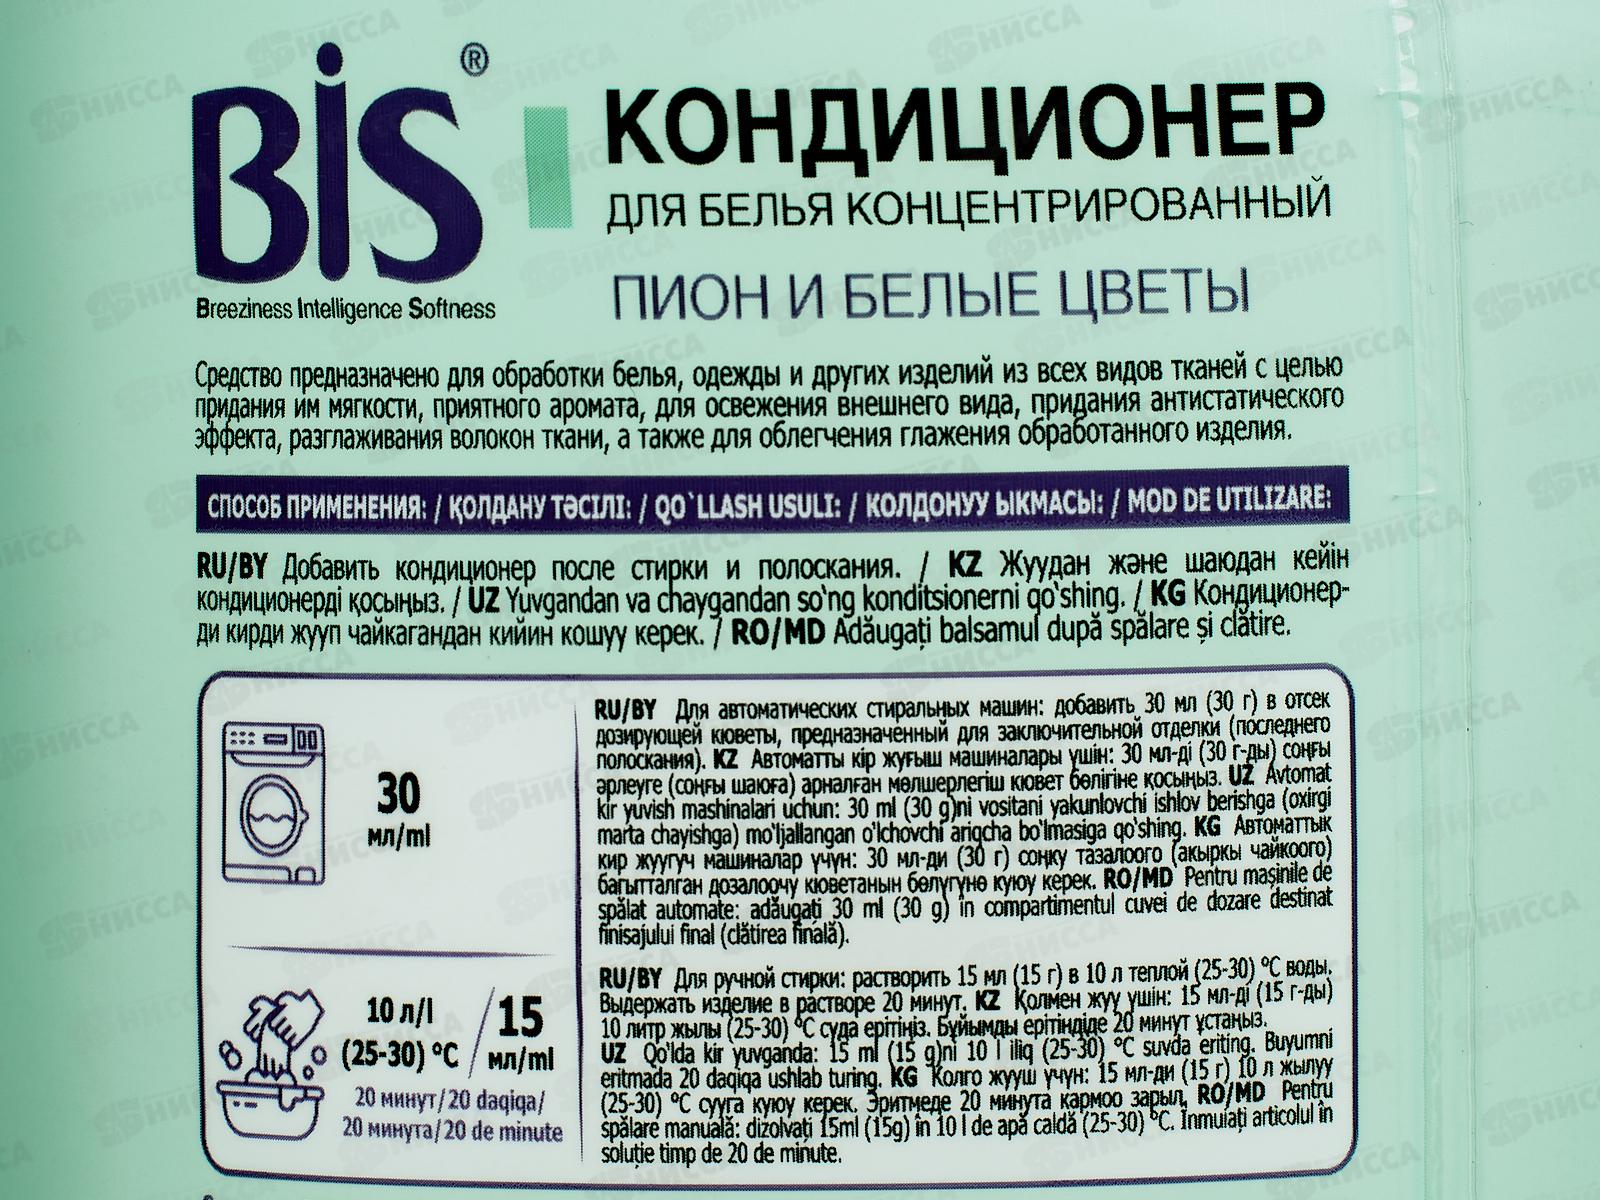 BiS®
Breeziness Intelligence Softness
КОНДИЦИОНЕР
ДЛЯ БЕЛЬЯ КОНЦЕНТРИРОВАННЫЙ
ПИОН И БЕЛЫЕ ЦВЕТЫ
Средство предназначено для обработки белья, одежды и других изделий из всех видов тканей с целью
придания им мягкости, приятного аромата, для освежения внешнего вида, придания антистатического
эффекта, разглаживания волокон ткани, а также для облегчения глажения обработанного изделия.
СПОСОБ ПРИМЕНЕНИЯ: / ҚОЛДАНУ ТӘСІЛІ: / QO`LLASH USULI: / КОЛДОНУУ ЫКМАСЫ: / MOD DE UTILIZARE:
RU/BY Добавить кондиционер после стирки и полоскания. / KZ Жуудан және шаюдан кейін
кондиционерді қосыңыз. / UZ Yuvgandan va chaygandan so‘ng konditsionerni qo‘shing. / KG Кондиционер-
ди кирди жууп чайкагандан кийин кошуу керек. / RO/MD Adăugați balsamul după spălare și clătire.
30
мл/ml
RU/BY Для автоматических стиральных машин: добавить 30 мл (30 г) в отсек
дозирующей кюветы, предназначенный для заключительной отделки (последнего
полоскания). KZ Автоматты кір жуғыш машиналары үшін: 30 мл-ді (30 г-ды) соңғы
әрлеуге (соңғы шаюға) арналған мөлшерлегіш кювет бөлігіне қосыңыз. UZ Avtomat
kir yuvish mashinalari uchun: 30 ml (30 g)ni vositani yakunlovchi ishlov berishga (oxirgi
marta chayishga) mo‘ljallangan o‘lchovchi ariqcha bo‘lmasiga qo‘shing. KG Автоматтык
кир жуугуч машиналар үчүн: 30 мл-ди (30 г) соңку тазалоого (акыркы чайкоого)
багытталган дозалоочу кюветанын бөлүгүнө куюу керек. RO/MD Pentru mașinile de
spălat automate: adăugați 30 ml (30 g) în compartimentul cuvei de dozare destinat
finisajului final (clătirea finală).
10 л/l
(25-30) °C
/ 15
мл/ml
20 минут/20 daqiqa/
20 минута/20 de minute
RU/BY Для ручной стирки: растворить 15 мл (15 г) в 10 л теплой (25-30) °C воды.
Выдержать изделие в растворе 20 минут. KZ Қолмен жуу үшін: 15 мл-ді (15 г-ды)
10 литр жылы (25-30) °C суда ерітіңіз. Бұйымды ерітіндіде 20 минут ұстаңыз.
UZ Qo‘lda kir yuvganda: 15 ml (15 g)ni 10 l iliq (25-30) °C suvda eriting. Buyumni
eritmada 20 daqiqa ushlab turing. KG Колго жууш үчүн: 15 мл-ди (15 г) 10 л жылуу
(25-30) °C сууга куюу керек. Эритмеде 20 минута кармоо зарыл. RO/MD Pentru
spălare manuală: dizolvați 15ml (15g) în 10 l de apă caldă (25-30) °C. Înmuiați articolul în
soluție timp de 20 de minute.